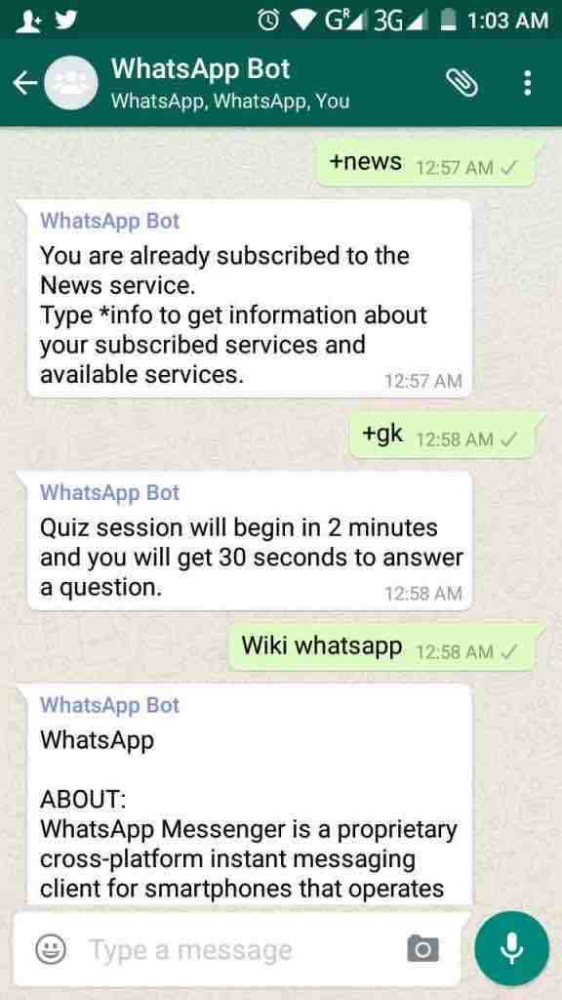 G R 3G 1:03 AM
WhatsApp Bot
WhatsApp, WhatsApp, You
+news 12:57 AM
WhatsApp Bot
You are already subscribed to the
News service.
Type *info to get information about
your subscribed services and
available services. 12:57 AM
+gk 12:58 AM
WhatsApp Bot
Quiz session will begin in 2 minutes
and you will get 30 seconds to answer
a question. 12:58 AM
Wiki whatsapp 12:58 AM
WhatsApp Bot
WhatsApp
ABOUT:
WhatsApp Messenger is a proprietary
cross-platform instant messaging
client for smartphones that operates
Type a message